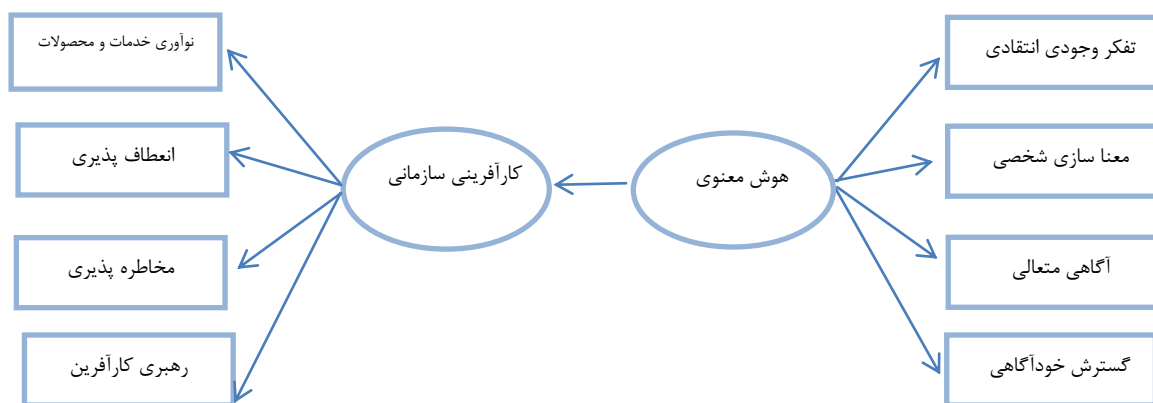 تفکر وجودی انتقادی
معنا سازی شخصی
آگاهی متعالی
گسترش خودآگاهی
هوش معنوی
کارآفرینی سازمانی
نوآوری خدمات و محصولات
انعطاف پذیری
مخاطره پذیری
رهبری کارآفرین